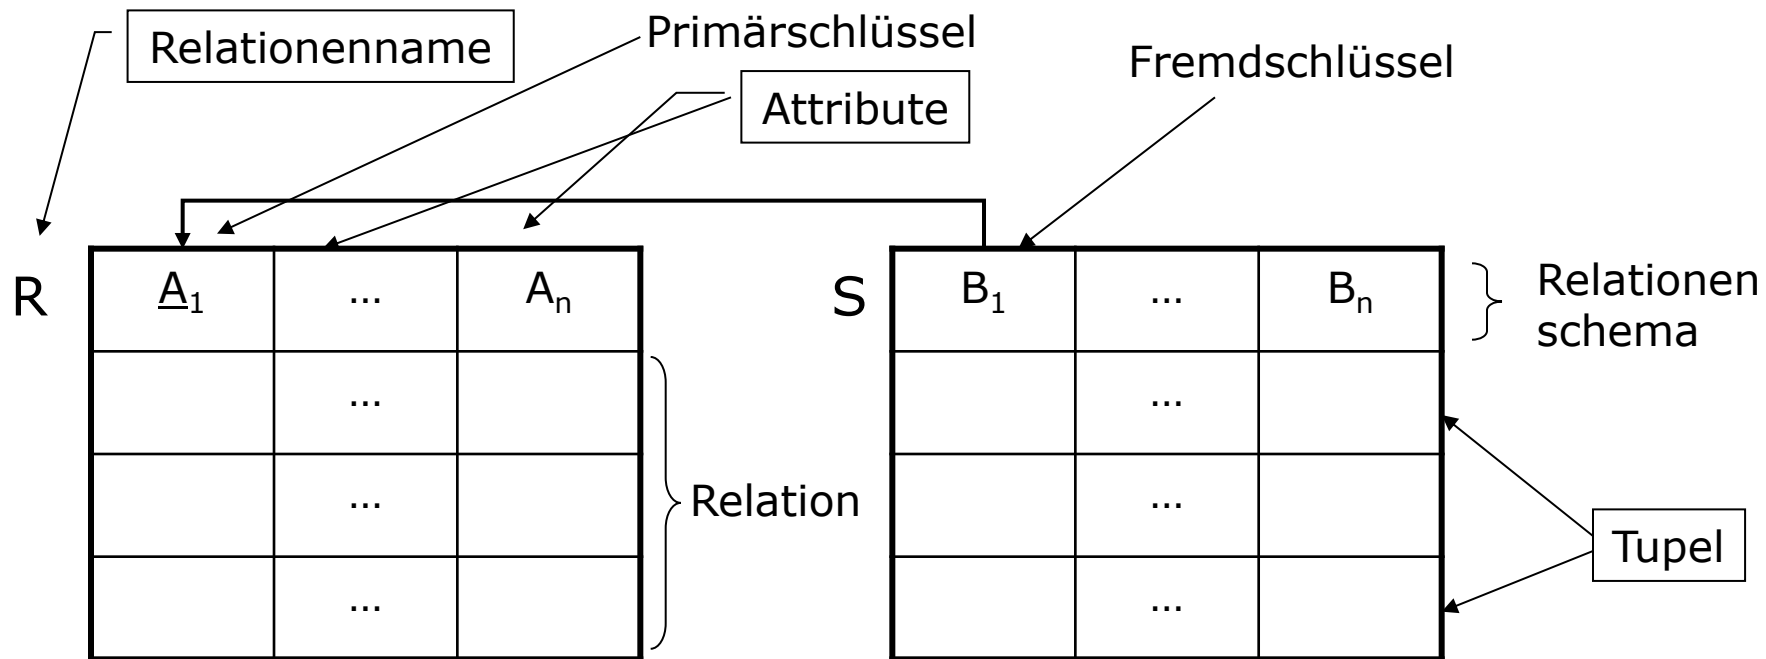 Relationenname
Primärschlüssel
Fremdschlüssel
Attribute
R
A1
...
An
S
B1
...
Bn
Relationen
schema
...
...
...
...
Relation
Tupel
...
...